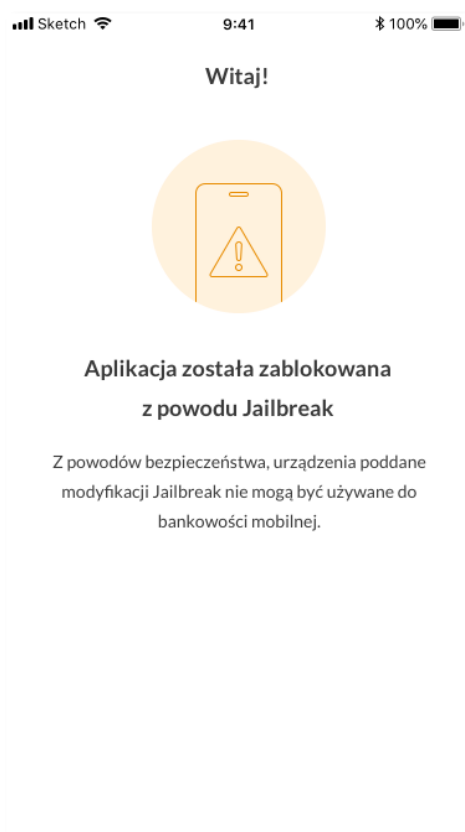 Sketch 9:41 100%
Witaj!
Aplikacja została zablokowana
z powodu Jailbreak
Z powodów bezpieczeństwa, urządzenia poddane
modyfikacji Jailbreak nie mogą być używane do
bankowości mobilnej.